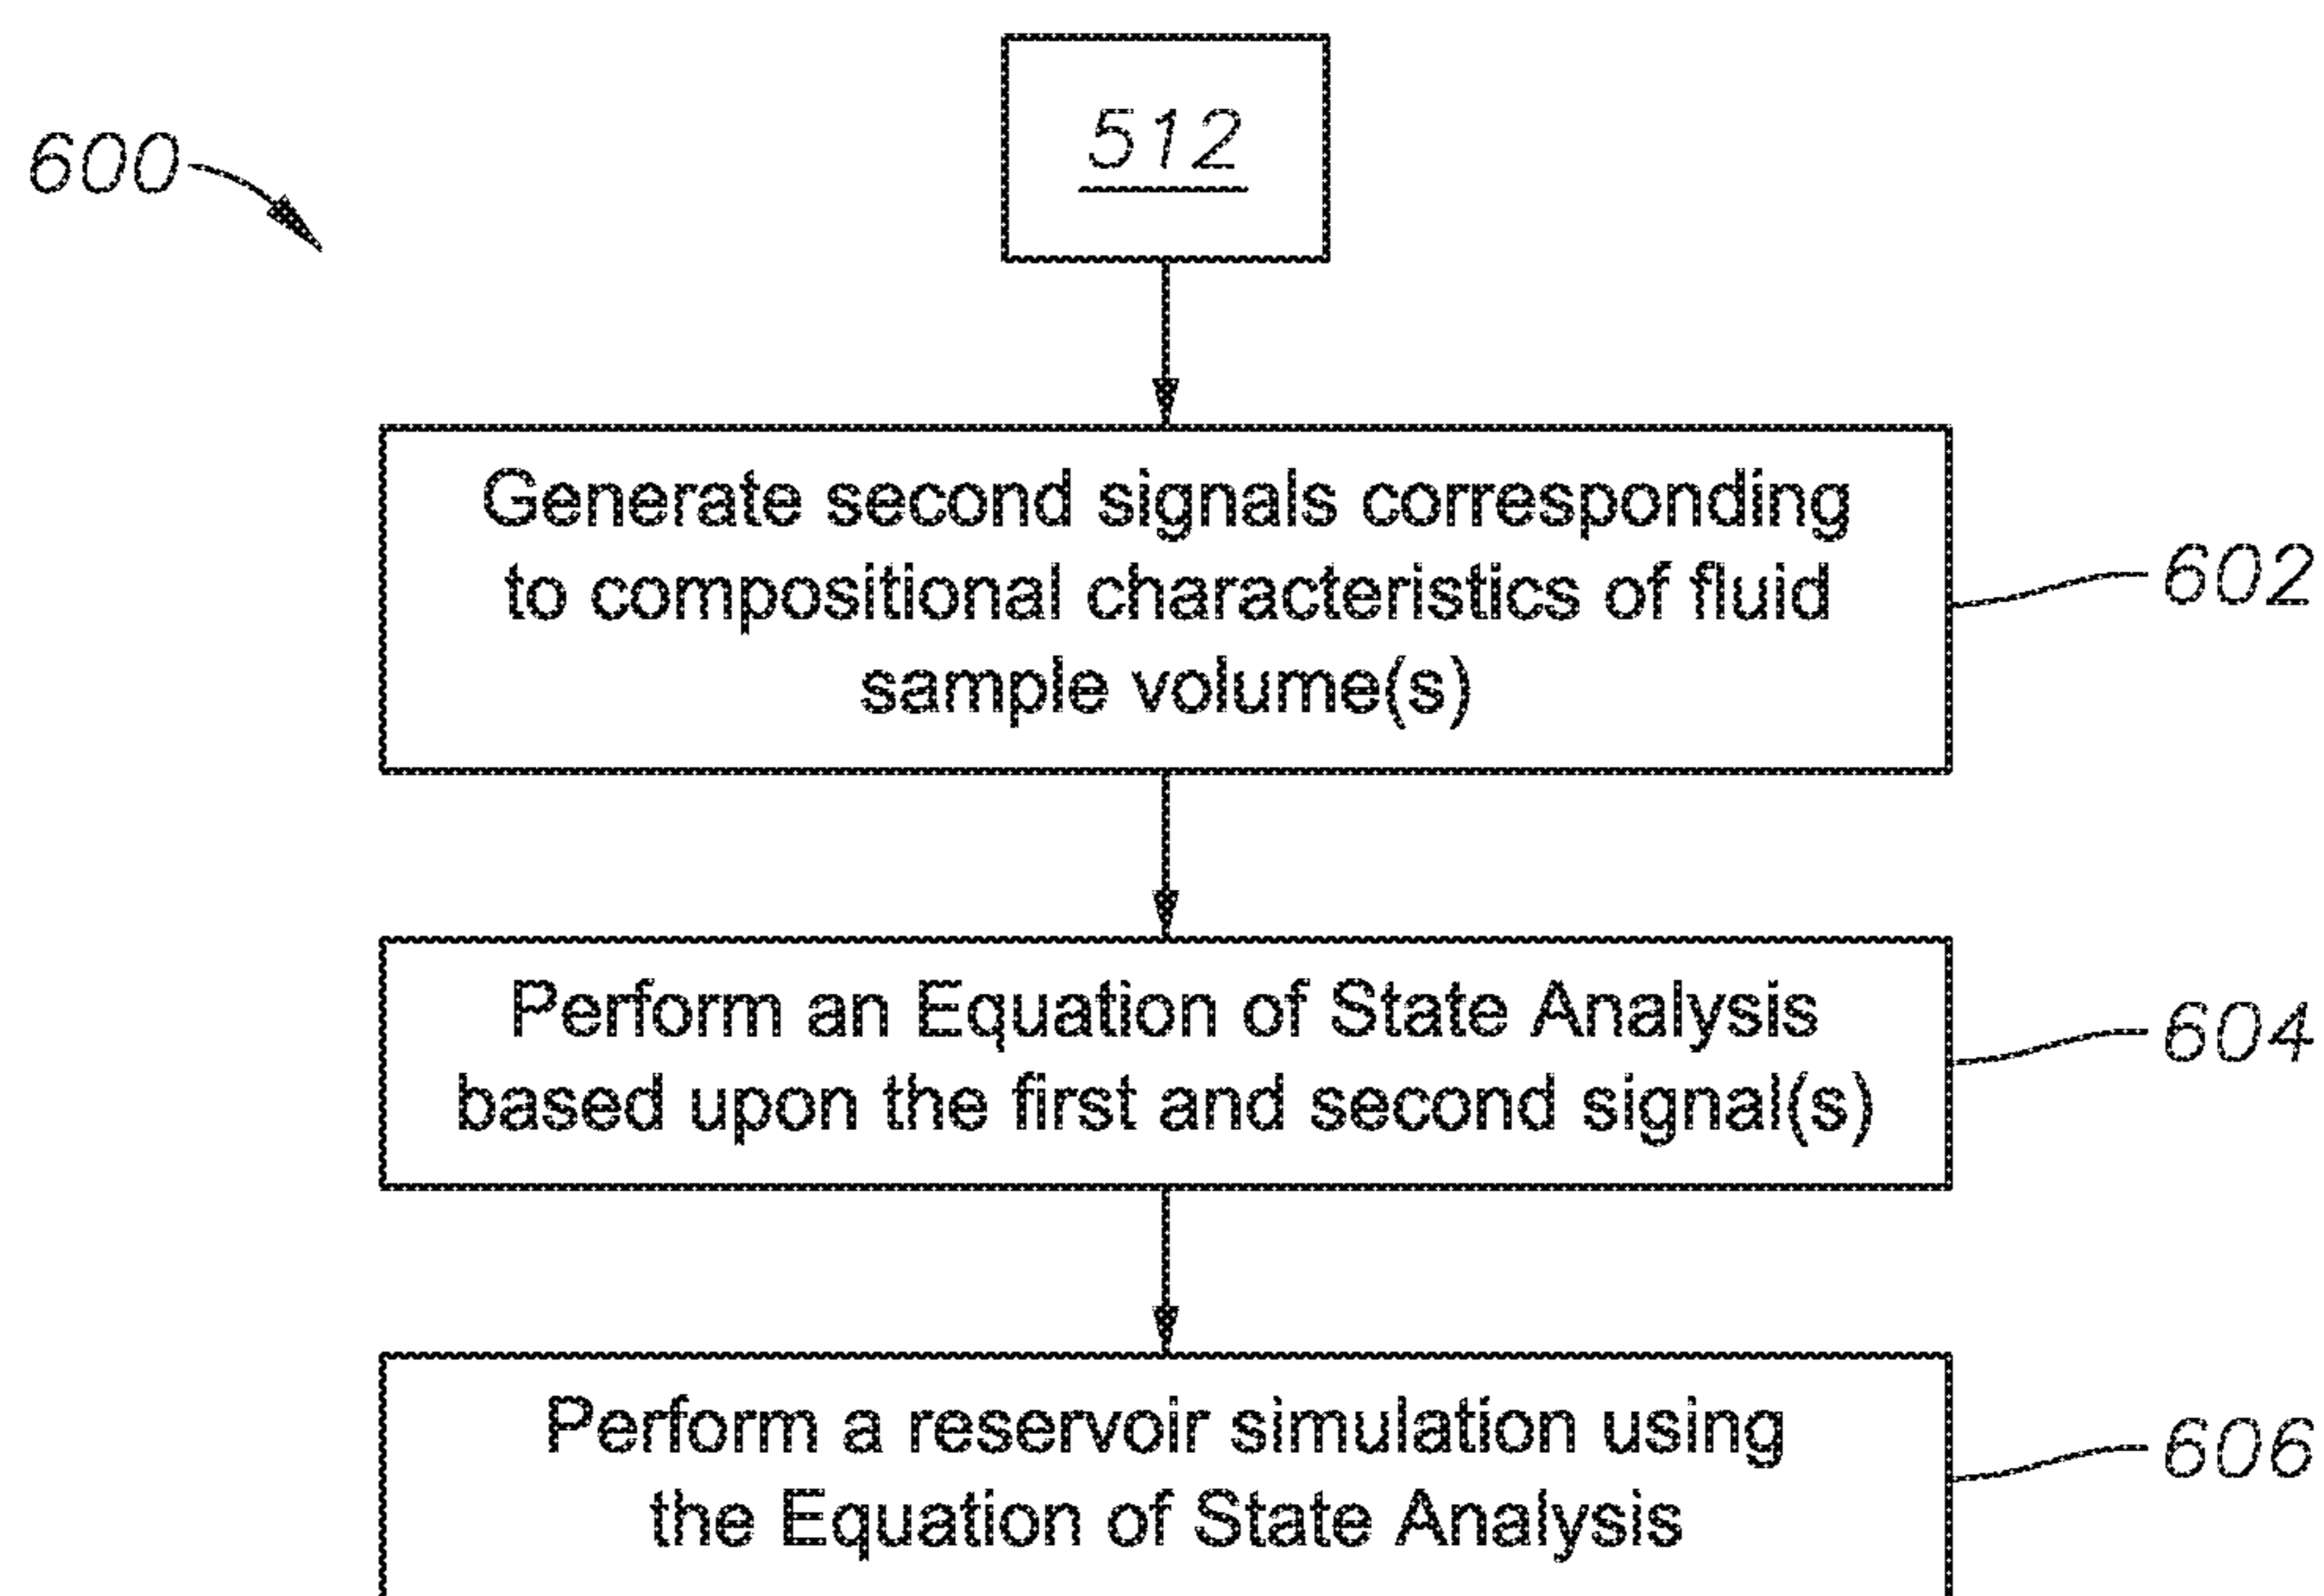 512
600
Generate second signals corresponding
to compositional characteristics of fluid
sample volume(s)
602
Perform an Equation of State Analysis
based upon the first and second signal(s)
604
Perform a reservoir simulation using
the Equation of State Analysis
606